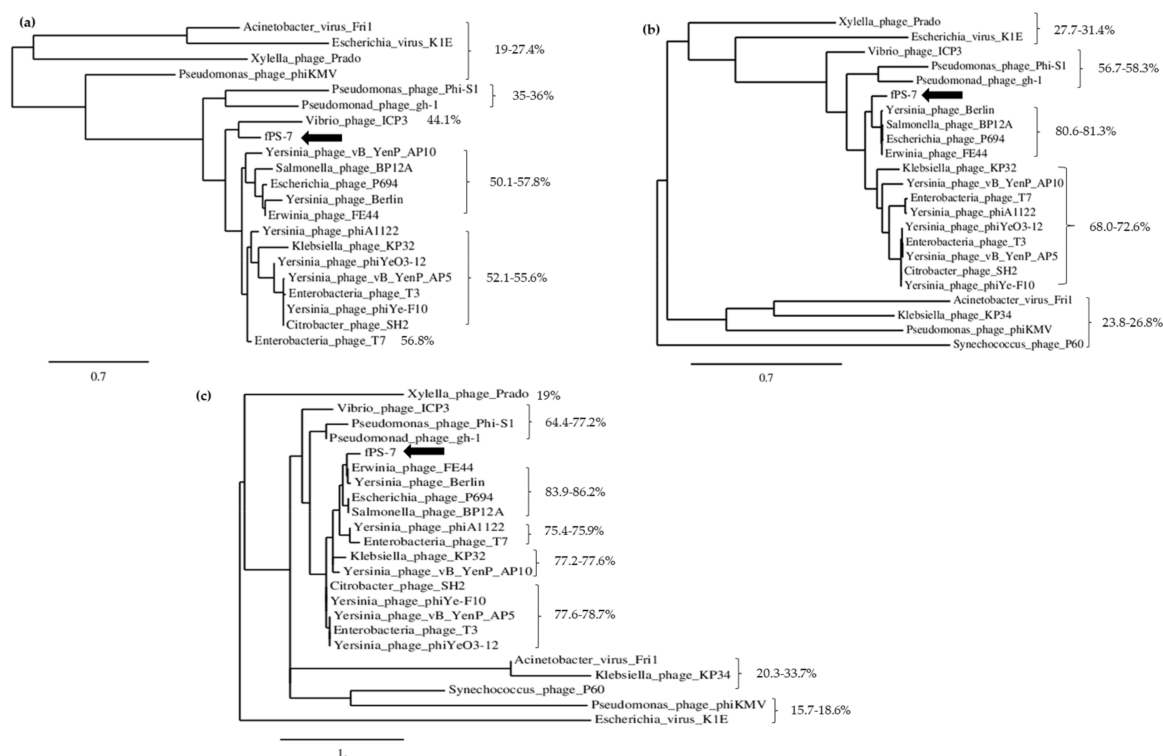 (a)
Acinetobacter_virus_Fri1
Escherichia_virus_K1E
19-27.4%
Xylella_phage_Prado
Pseudomonas_phage_phiKMV
Pseudomonas_phage_Phi-S1
35-36%
Pseudomonad_phage_gh-1
Vibrio_phage_ICP3 44.1%
fPS-7
Yersinia_phage_vB_YenP_AP10
Salmonella_phage_BP12A
Escherichia_phage_P694
50.1-57.8%
Yersinia_phage_Berlin
Erwinia_phage_FE44
Yersinia_phage_phiA1122
Klebsiella_phage_KP32
Yersinia_phage_phiYeO3-12
Yersinia_phage_vB_YenP_AP5
52.1-55.6%
Enterobacteria_phage_T3
Yersinia_phage_phiYe-F10
Citrobacter_phage_SH2
Enterobacteria_phage_T7 56.8%
0.7
(b)
Xylella_phage_Prado
27.7-31.4%
Escherichia_virus_K1E
Vibrio_phage_ICP3
Pseudomonas_phage_Phi-S1
56.7-58.3%
Pseudomonad_phage_gh-1
fPS-7
Yersinia_phage_Berlin
Salmonella_phage_BP12A
80.6-81.3%
Escherichia_phage_P694
Erwinia_phage_FE44
Klebsiella_phage_KP32
Yersinia_phage_vB_YenP_AP10
Enterobacteria_phage_T7
Yersinia_phage_phiA1122
Yersinia_phage_phiYeO3-12
68.0-72.6%
Enterobacteria_phage_T3
Yersinia_phage_vB_YenP_AP5
Citrobacter_phage_SH2
Yersinia_phage_phiYe-F10
Acinetobacter_virus_Fri1
Klebsiella_phage_KP34
23.8-26.8%
Pseudomonas_phage_phiKMV
Synechococcus_phage_P60
0.7
(c)
Xylella_phage_Prado 19%
Vibrio_phage_ICP3
Pseudomonas_phage_Phi-S1
64.4-77.2%
Pseudomonad_phage_gh-1
fPS-7
Erwinia_phage_FE44
Yersinia_phage_Berlin
83.9-86.2%
Escherichia_phage_P694
Salmonella_phage_BP12A
Yersinia_phage_phiA1122
75.4-75.9%
Enterobacteria_phage_T7
Klebsiella_phage_KP32
77.2-77.6%
Yersinia_phage_vB_YenP_AP10
Citrobacter_phage_SH2
Yersinia_phage_phiYe-F10
Yersinia_phage_vB_YenP_AP5
77.6-78.7%
Enterobacteria_phage_T3
Yersinia_phage_phiYeO3-12
Acinetobacter_virus_Fri1
Klebsiella_phage_KP34
20.3-33.7%
Synechococcus_phage_P60
Pseudomonas_phage_phiKMV
15.7-18.6%
Escherichia_virus_K1E
1.